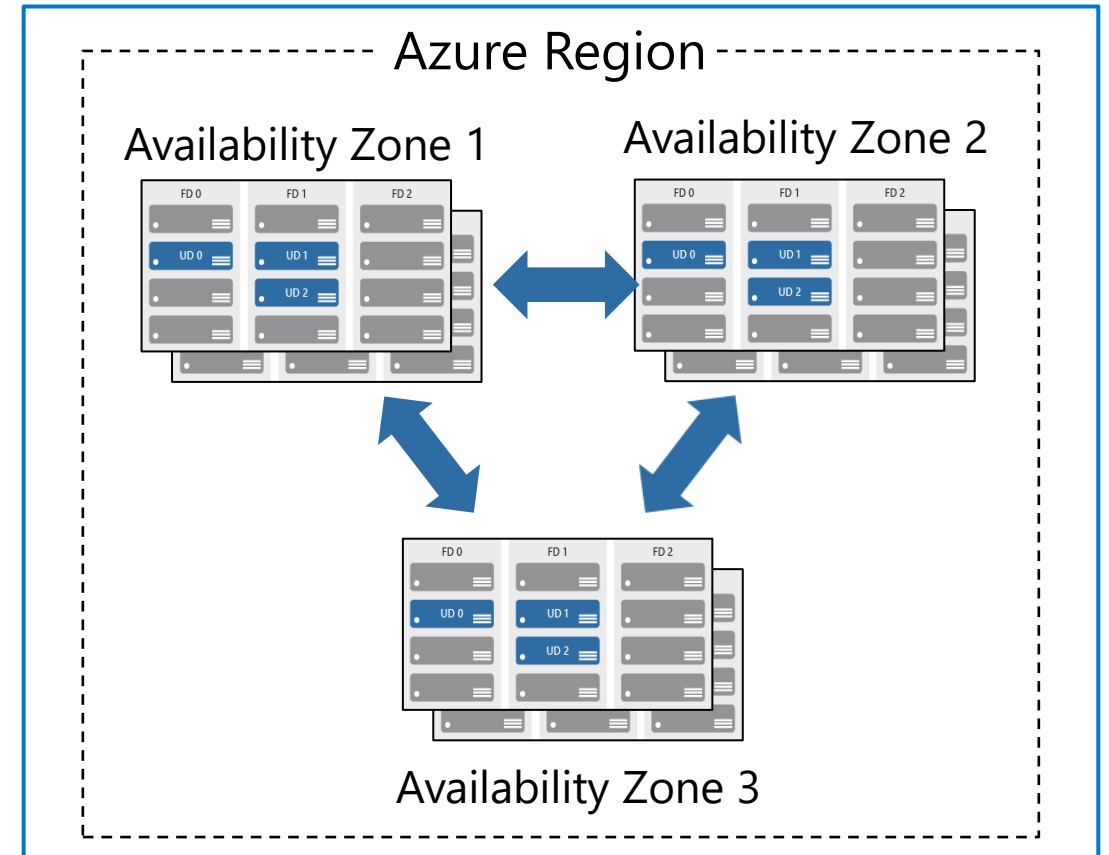 Azure Region
Availability Zone 1
FD 0 FD 1 FD 2
UD 0 UD 1
UD 2
Availability Zone 2
FD 0 FD 1 FD 2
UD 0 UD 1
UD 2
FD 0 FD 1 FD 2
UD 0 UD 1
UD 2
Availability Zone 3